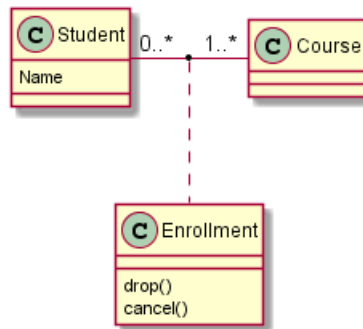 C Student
0..*
1..*
C Course
Name
C Enrollment
drop()
cancel()